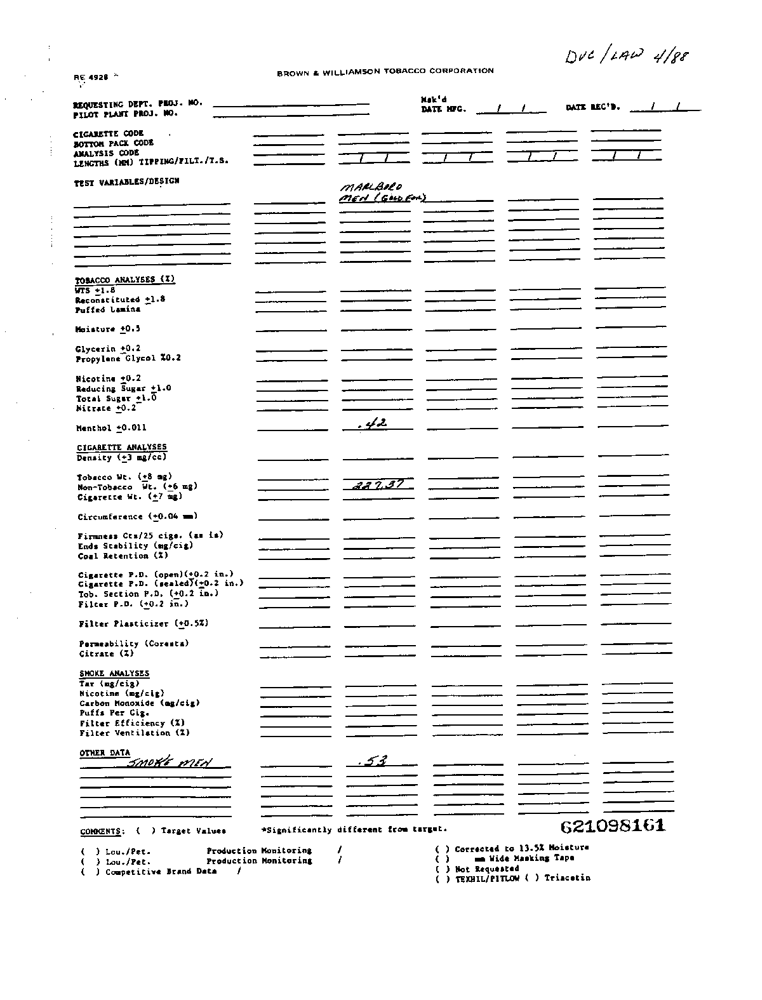 DVC/LAW 4/88
RE 4928
BROWN & WILLIAMSON TOBACCO CORPORATION
REQUESTING DEPT. PROJ. NO.
PILOT PLANT PROJ. NO.
Mak'd
DATE MFG. / /
DATE REC'D. / /
CIGARETTE CODE
BOTTOM PACK CODE
ANALYSIS CODE
LENGTHS (MM) TIPPING/FILT./T.S. / / / / / / / /
TEST VARIABLES/DESIGN
MARLBORO
MEN (GOLD FOIL)
TOBACCO ANALYSES (%)
WTS ±1.8
Reconstituted ±1.8
Puffed Lamina
Moisture ±0.5
Glycerin ±0.2
Propylene Glycol %0.2
Nicotine ±0.2
Reducing Sugar ±1.0
Total Sugar ±1.0
Nitrate ±0.2
Menthol ±0.011 .42
CIGARETTE ANALYSES
Density (±3 mg/cc)
Tobacco Wt. (±8 mg)
Non-Tobacco Wt. (±6 mg) 227.37
Cigarette Wt. (±7 mg)
Circumference (±0.04 mm)
Firmness Cts/25 cigs. (as is)
Ends Stability (mg/cig)
Coal Retention (%)
Cigarette P.D. (open)(±0.2 in.)
Cigarette P.D. (sealed)(±0.2 in.)
Tob. Section P.D. (±0.2 in.)
Filter P.D. (±0.2 in.)
Filter Plasticizer (±0.5%)
Permeability (Coresta)
Citrate (%)
SMOKE ANALYSES
Tar (mg/cig)
Nicotine (mg/cig)
Carbon Monoxide (mg/cig)
Puffs Per Cig.
Filter Efficiency (%)
Filter Ventilation (%)
OTHER DATA
SMOKE MEN .53
621098161
COMMENTS: ( ) Target Values *Significantly different from target.
( ) Lou./Pet. Production Monitoring /
( ) Lou./Pet. Production Monitoring /
( ) Competitive Brand Data /
( ) Corrected to 13.5% Moisture
( ) mm Wide Masking Tape
( ) Not Requested
( ) TEXHIL/PITLOW ( ) Triacetin